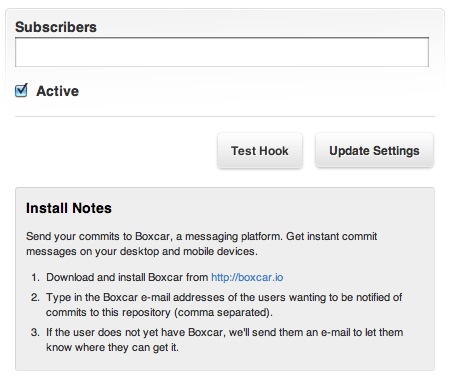 Subscribers
Active
Test Hook
Update Settings
Install Notes
Send your commits to Boxcar, a messaging platform. Get instant commit
messages on your desktop and mobile devices.
1. Download and install Boxcar from http://boxcar.io
2. Type in the Boxcar e-mail addresses of the users wanting to be notified of
commits to this repository (comma separated).
3. If the user does not yet have Boxcar, we'll send them an e-mail to let them
know where they can get it.